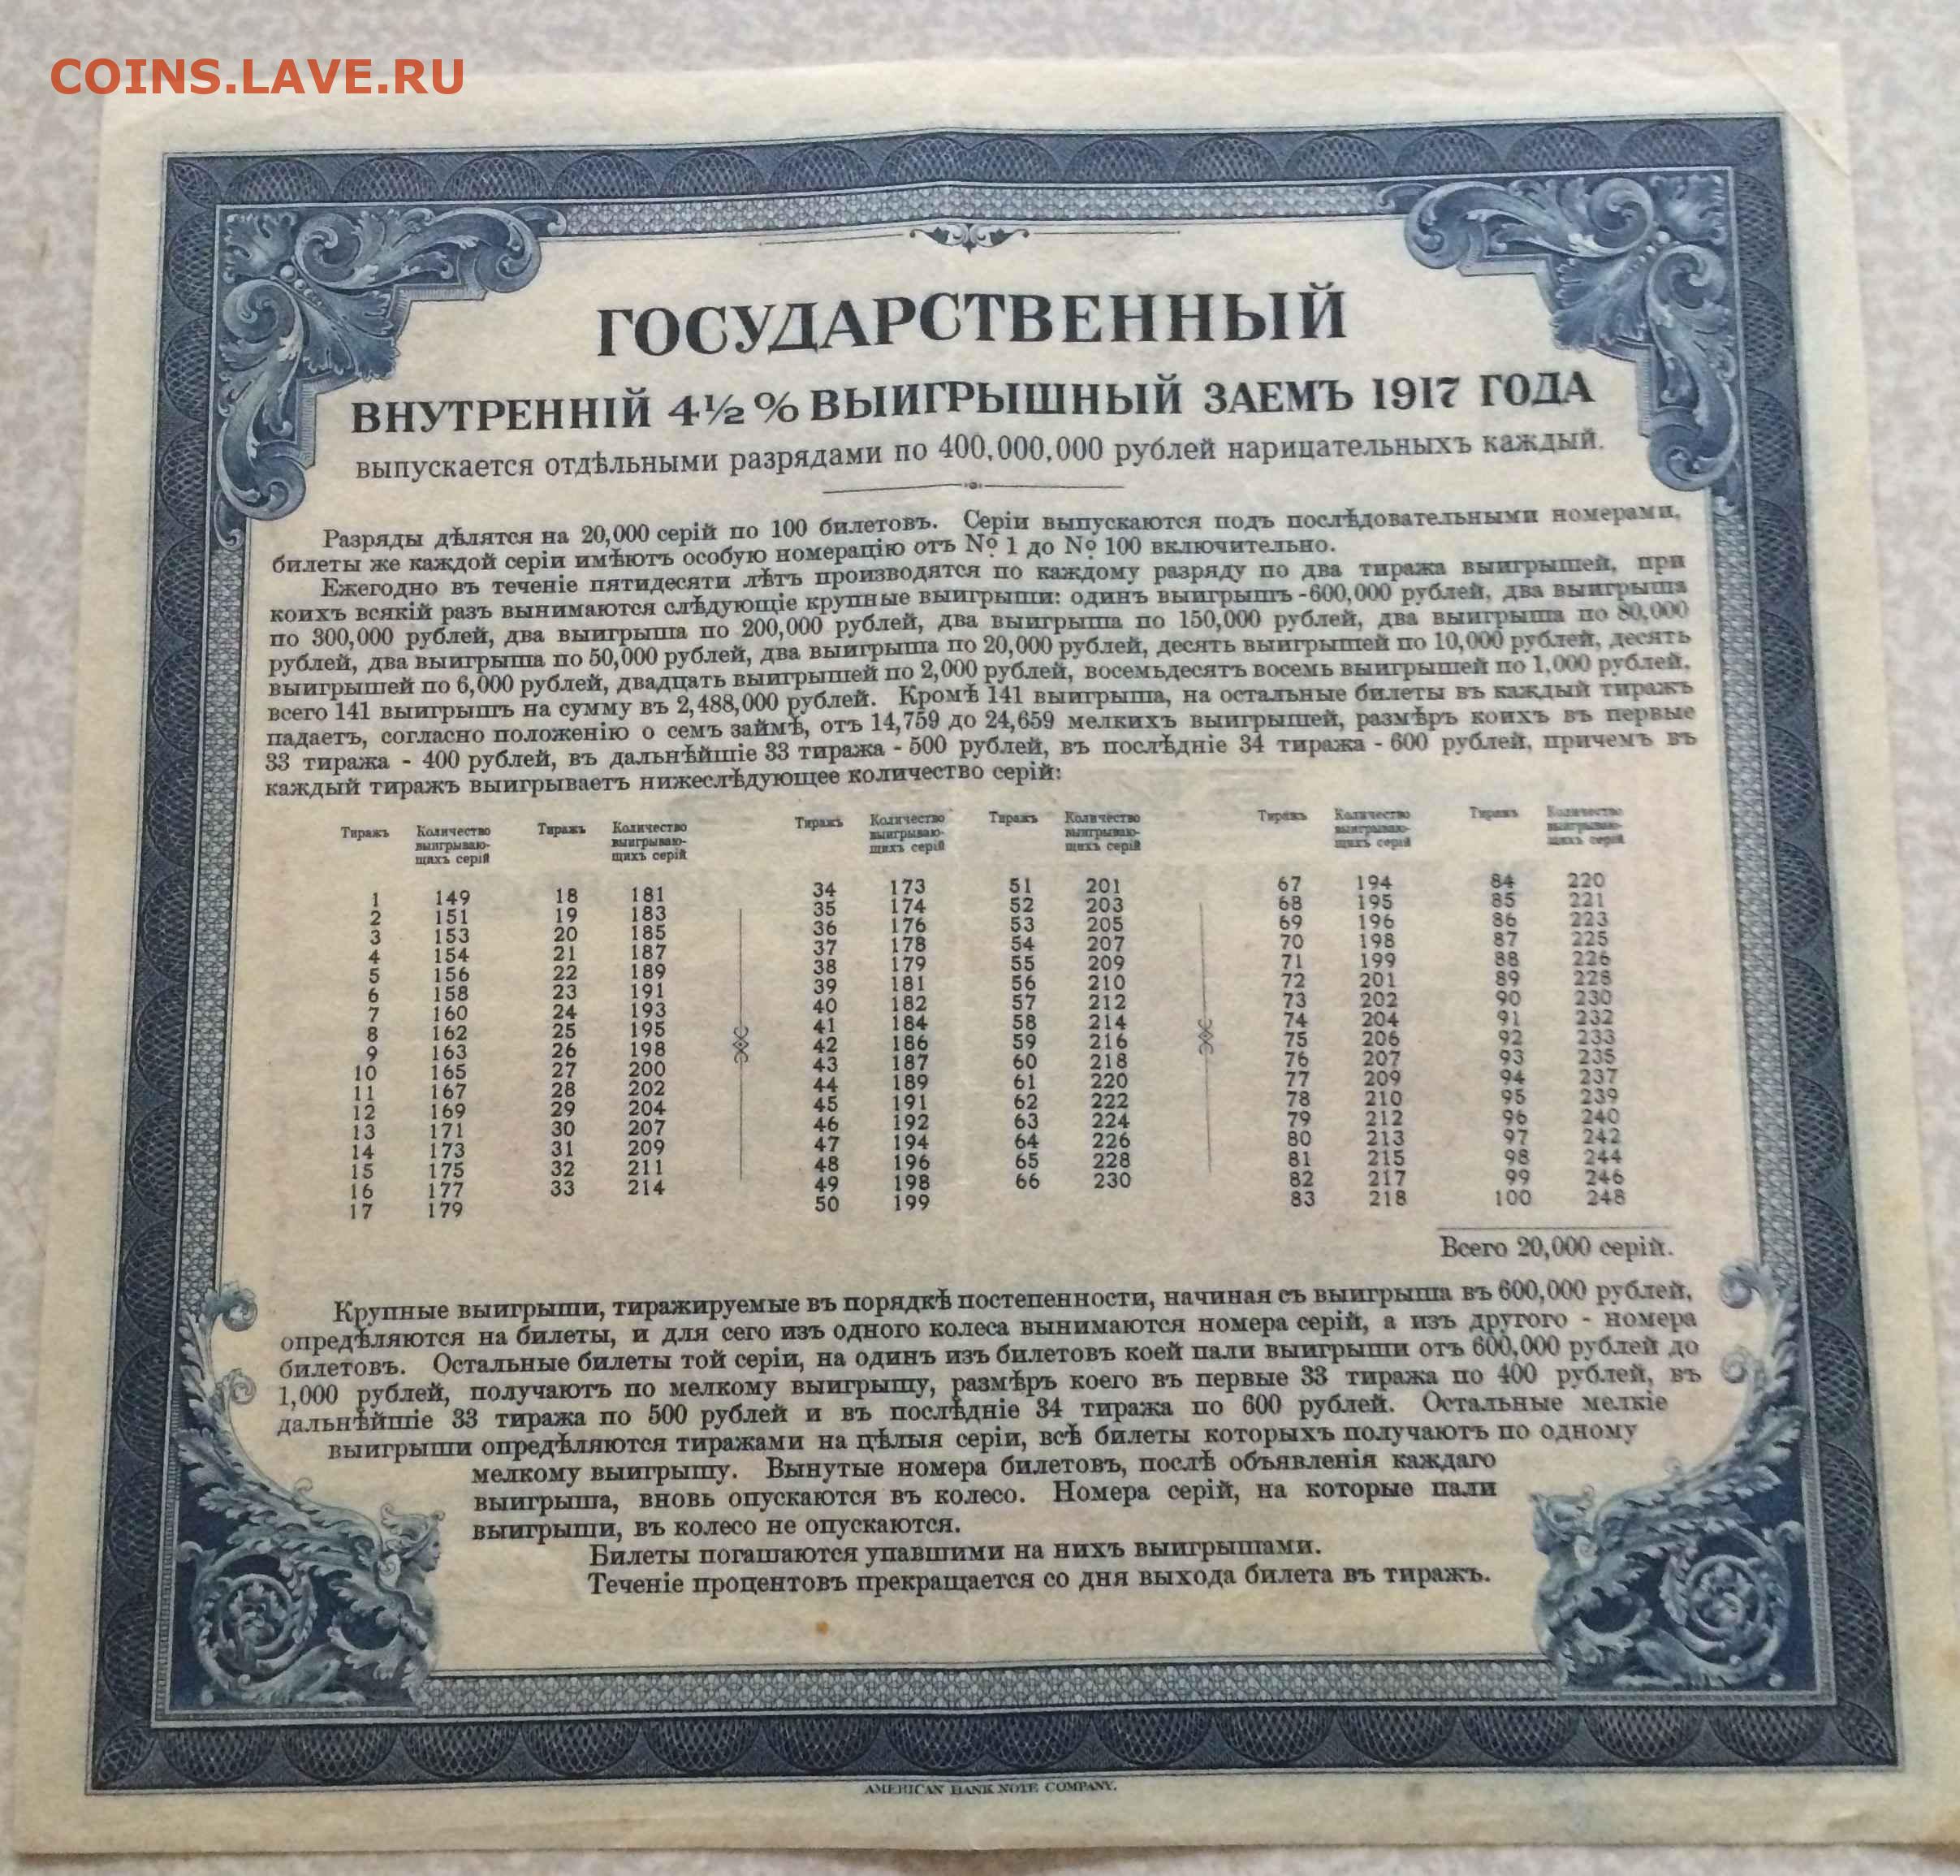 COINS.LAVE.RU
ГОСУДАРСТВЕННЫЙ
ВНУТРЕННІЙ 4½% ВЫИГРЫШНЫЙ ЗАЕМЪ 1917 ГОДА
выпускается отдѣльными разрядами по 400,000,000 рублей нарицательныхъ каждый.
Разряды дѣлятся на 20,000 серій по 100 билетовъ. Серіи выпускаются подъ послѣдовательными номерами,
билеты же каждой серіи имѣютъ особую номерацію отъ № 1 до № 100 включительно.
Ежегодно въ теченіе пятидесяти лѣтъ производятся по каждому разряду по два тиража выигрышей, при
коихъ всякій разъ вынимаются слѣдующіе крупные выигрыши: одинъ выигрышъ - 600,000 рублей, два выигрыша
по 300,000 рублей, два выигрыша по 200,000 рублей, два выигрыша по 150,000 рублей, два выигрыша по 80,000
рублей, два выигрыша по 50,000 рублей, два выигрыша по 20,000 рублей, десять выигрышей по 10,000 рублей, десять
выигрышей по 6,000 рублей, двадцать выигрышей по 2,000 рублей, восемьдесятъ восемь выигрышей по 1,000 рублей,
всего 141 выигрышъ на сумму въ 2,488,000 рублей. Кромѣ 141 выигрыша, на остальные билеты въ каждый тиражъ
падаетъ, согласно положенію о семъ займѣ, отъ 14,759 до 24,659 мелкихъ выигрышей, размѣръ коихъ въ первые
33 тиража - 400 рублей, въ дальнѣйшіе 33 тиража - 500 рублей, въ послѣдніе 34 тиража - 600 рублей, причемъ въ
каждый тиражъ выигрываетъ нижеслѣдующее количество серій:
Тиражъ Количество Тиражъ Количество Тиражъ Количество Тиражъ Количество Тиражъ Количество Тиражъ Количество
выигрываю- выигрываю- выигрываю- выигрываю- выигрываю- выигрываю-
щихъ серій щихъ серій щихъ серій щихъ серій щихъ серій щихъ серій
1 149 18 181 34 173 51 201 67 194 84 220
2 151 19 183 35 174 52 203 68 195 85 221
3 153 20 185 36 176 53 205 69 196 86 223
4 154 21 187 37 178 54 207 70 198 87 225
5 156 22 189 38 179 55 209 71 199 88 226
6 158 23 191 39 181 56 210 72 201 89 228
7 160 24 193 40 182 57 212 73 202 90 230
8 162 25 195 41 184 58 214 74 204 91 232
9 163 26 198 42 186 59 216 75 206 92 233
10 165 27 200 43 187 60 218 76 207 93 235
11 167 28 202 44 189 61 220 77 209 94 237
12 169 29 204 45 191 62 222 78 210 95 239
13 171 30 207 46 192 63 224 79 212 96 240
14 173 31 209 47 194 64 226 80 213 97 242
15 175 32 211 48 196 65 228 81 215 98 244
16 177 33 214 49 198 66 230 82 217 99 246
17 179 50 199 83 218 100 248
Всего 20,000 серій.
Крупные выигрыши, тиражируемые въ порядкѣ постепенности, начиная съ выигрыша въ 600,000 рублей,
опредѣляются на билеты, и для сего изъ одного колеса вынимаются номера серій, а изъ другого - номера
билетовъ. Остальные билеты той серіи, на одинъ изъ билетовъ коей пали выигрыши отъ 600,000 рублей до
1,000 рублей, получаютъ по мелкому выигрышу, размѣръ коего въ первые 33 тиража по 400 рублей, въ
дальнѣйшіе 33 тиража по 500 рублей и въ послѣдніе 34 тиража по 600 рублей. Остальные мелкіе
выигрыши опредѣляются тиражами на цѣлыя серіи, всѣ билеты которыхъ получаютъ по одному
мелкому выигрышу. Вынутые номера билетовъ, послѣ объявленія каждаго
выигрыша, вновь опускаются въ колесо. Номера серій, на которые пали
выигрыши, въ колесо не опускаются.
Билеты погашаются упавшими на нихъ выигрышами.
Теченіе процентовъ прекращается со дня выхода билета въ тиражъ.
AMERICAN BANK NOTE COMPANY.